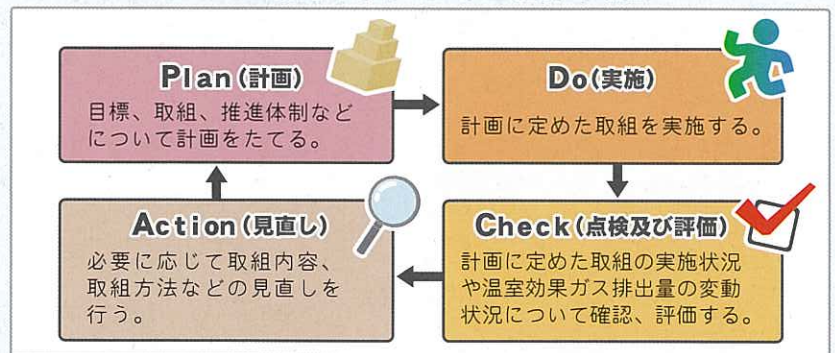 Plan(計画)
目標、取組、推進体制など
について計画をたてる。
Do(実施)
計画に定めた取組を実施する。
Check(点検及び評価)
計画に定めた取組の実施状況
や温室効果ガス排出量の変動
状況について確認、評価する。
Action(見直し)
必要に応じて取組内容、
取組方法などの見直しを
行う。